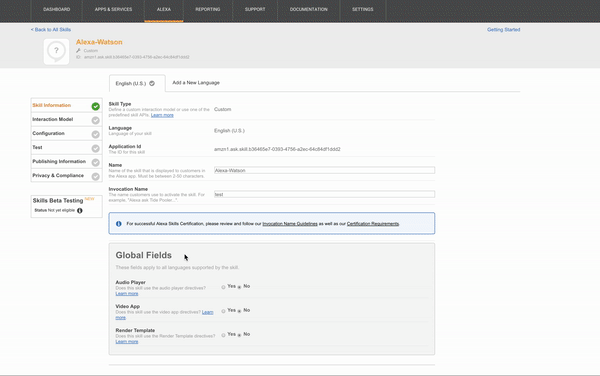 DASHBOARD APPS & SERVICES ALEXA REPORTING SUPPORT DOCUMENTATION SETTINGS
< Back to All Skills Getting Started
?
Alexa-Watson
Custom
ID: amzn1.ask.skill.b36465e7-0393-4756-a2ec-64c84df1ddd2
English (U.S.) Add a New Language
Skill Information
Interaction Model
Configuration
Test
Publishing Information
Privacy & Compliance
Skills Beta Testing NEW
Status Not yet eligible
Skill Type
Define a custom interaction model or use one of the
predefined skill APIs. Learn more
Custom
Language
Language of your skill
English (U.S.)
Application Id
The ID for this skill
amzn1.ask.skill.b36465e7-0393-4756-a2ec-64c84df1ddd2
Name
Name of the skill that is displayed to customers in
the Alexa app. Must be between 2-50 characters.
Alexa-Watson
Invocation Name
The name customers use to activate the skill. For
example, "Alexa ask Tide Pooler...".
test
For successful Alexa Skills Certification, please review and follow our Invocation Name Guidelines as well as our Certification Requirements.
Global Fields
These fields apply to all languages supported by the skill.
Audio Player
Does this skill use the audio player directives?
Learn more
Yes No
Video App
Does this skill use the video app directives? Learn
more
Yes No
Render Template
Does this skill use the Render Template directives?
Learn more
Yes No